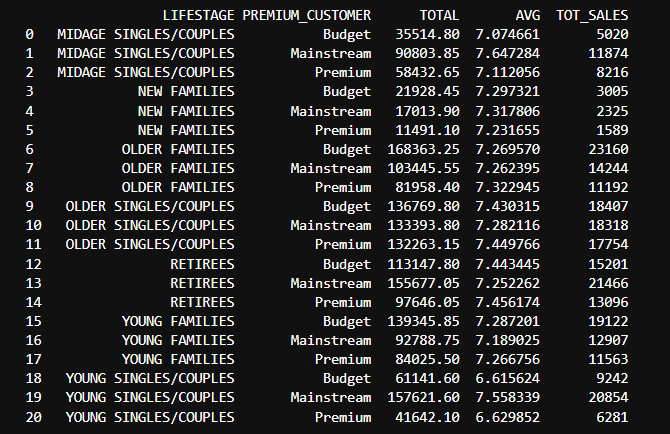 LIFESTAGE PREMIUM_CUSTOMER TOTAL AVG TOT_SALES
0 MIDAGE SINGLES/COUPLES Budget 35514.80 7.074661 5020
1 MIDAGE SINGLES/COUPLES Mainstream 90803.85 7.647284 11874
2 MIDAGE SINGLES/COUPLES Premium 58432.65 7.112056 8216
3 NEW FAMILIES Budget 21928.45 7.297321 3005
4 NEW FAMILIES Mainstream 17013.90 7.317806 2325
5 NEW FAMILIES Premium 11491.10 7.231655 1589
6 OLDER FAMILIES Budget 168363.25 7.269570 23160
7 OLDER FAMILIES Mainstream 103445.55 7.262395 14244
8 OLDER FAMILIES Premium 81958.40 7.322945 11192
9 OLDER SINGLES/COUPLES Budget 136769.80 7.430315 18407
10 OLDER SINGLES/COUPLES Mainstream 133393.80 7.282116 18318
11 OLDER SINGLES/COUPLES Premium 132263.15 7.449766 17754
12 RETIREES Budget 113147.80 7.443445 15201
13 RETIREES Mainstream 155677.05 7.252262 21466
14 RETIREES Premium 97646.05 7.456174 13096
15 YOUNG FAMILIES Budget 139345.85 7.287201 19122
16 YOUNG FAMILIES Mainstream 92788.75 7.189025 12907
17 YOUNG FAMILIES Premium 84025.50 7.266756 11563
18 YOUNG SINGLES/COUPLES Budget 61141.60 6.615624 9242
19 YOUNG SINGLES/COUPLES Mainstream 157621.60 7.558339 20854
20 YOUNG SINGLES/COUPLES Premium 41642.10 6.629852 6281